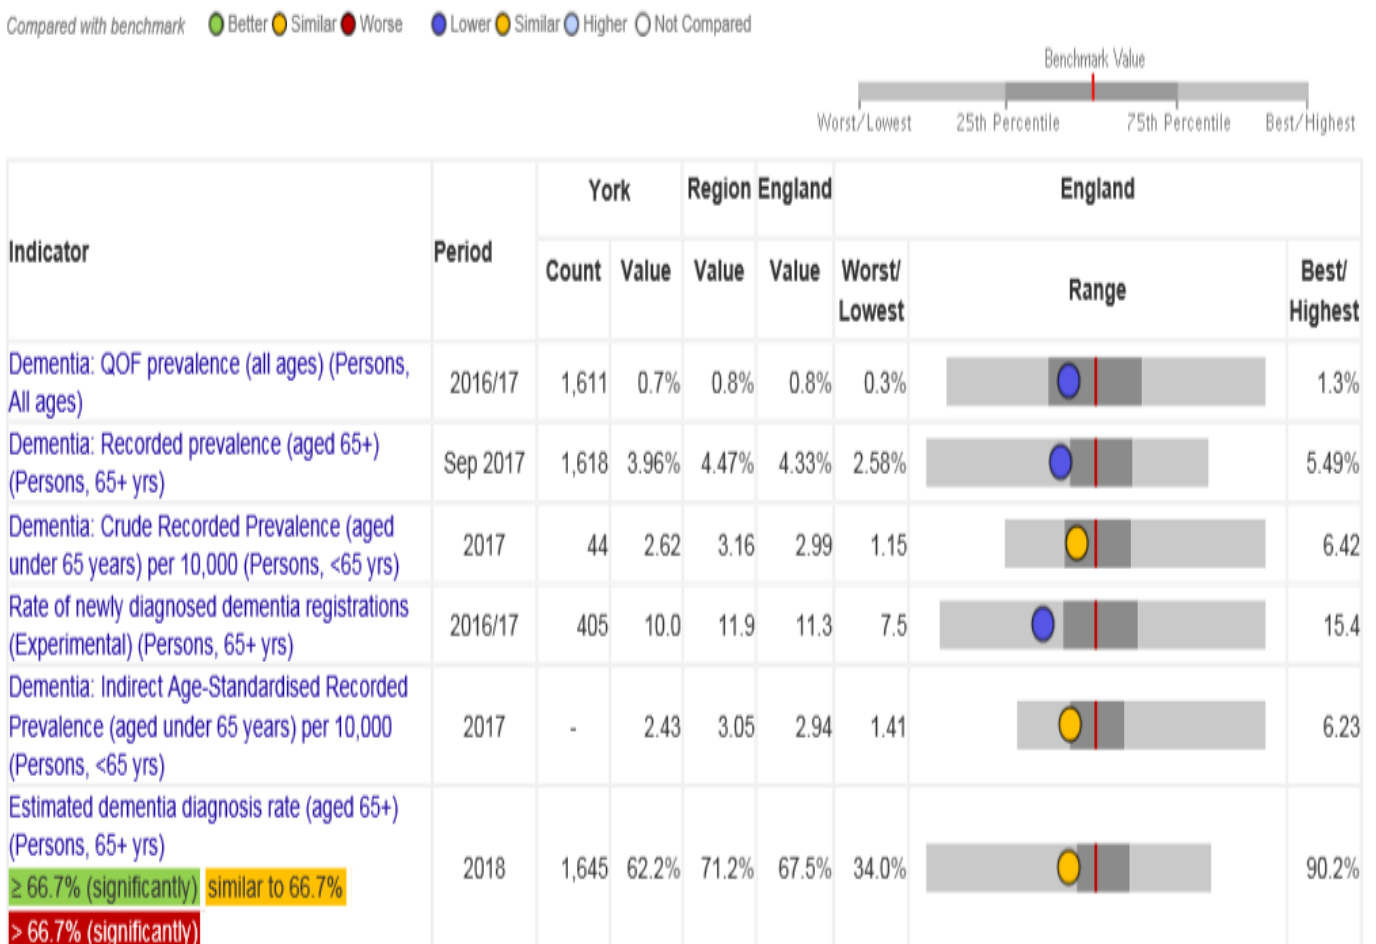 Compared with benchmark Better Similar Worse Lower Similar Higher Not Compared
Benchmark Value
Worst/Lowest 25th Percentile 75th Percentile Best/Highest
Indicator Period York Region England England
Count Value Value Value Worst/ Lowest Range Best/ Highest
Dementia: QOF prevalence (all ages) (Persons,
All ages)
2016/17 1,611 0.7% 0.8% 0.8% 0.3% 1.3%
Dementia: Recorded prevalence (aged 65+)
(Persons, 65+ yrs)
Sep 2017 1,618 3.96% 4.47% 4.33% 2.58% 5.49%
Dementia: Crude Recorded Prevalence (aged
under 65 years) per 10,000 (Persons, <65 yrs)
2017 44 2.62 3.16 2.99 1.15 6.42
Rate of newly diagnosed dementia registrations
(Experimental) (Persons, 65+ yrs)
2016/17 405 10.0 11.9 11.3 7.5 15.4
Dementia: Indirect Age-Standardised Recorded
Prevalence (aged under 65 years) per 10,000
(Persons, <65 yrs)
2017 - 2.43 3.05 2.94 1.41 6.23
Estimated dementia diagnosis rate (aged 65+)
(Persons, 65+ yrs)
≥ 66.7% (significantly) similar to 66.7%
> 66.7% (significantly)
2018 1,645 62.2% 71.2% 67.5% 34.0% 90.2%